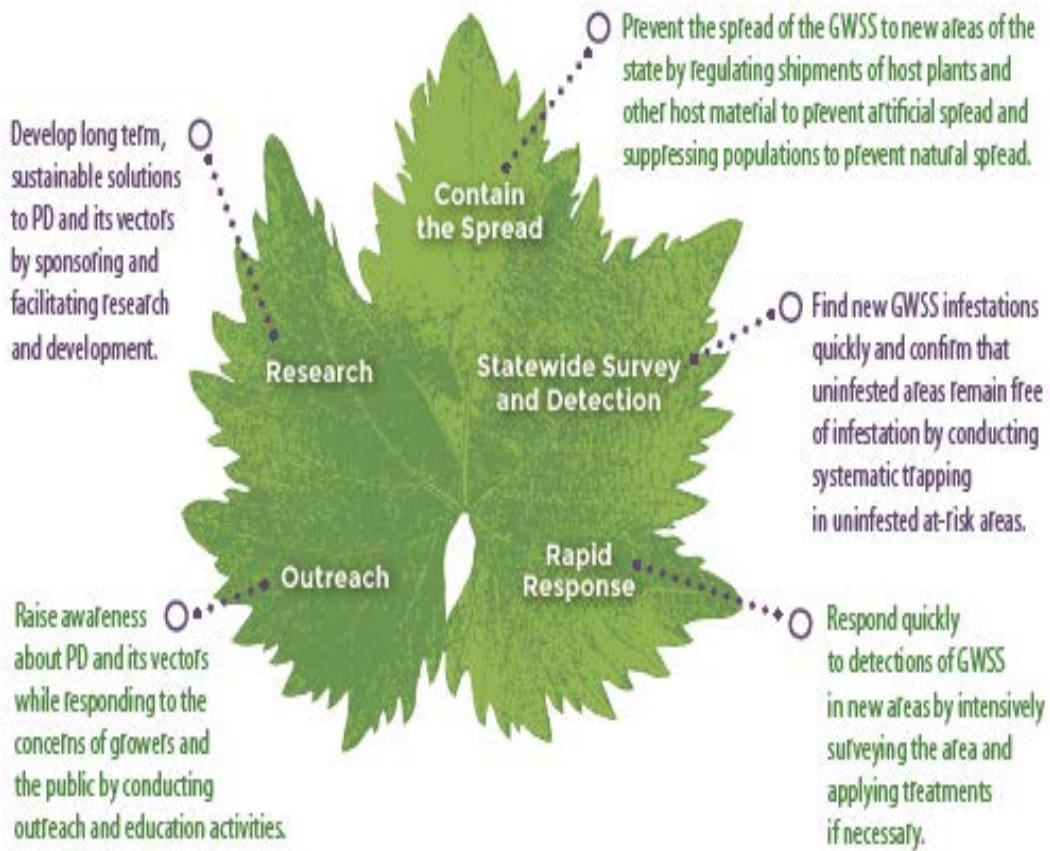 Prevent the spread of the GWSS to new areas of the
state by regulating shipments of host plants and
other host material to prevent artificial spread and
suppressing populations to prevent natural spread.
Contain
the Spread
Develop long term,
sustainable solutions
to PD and its vectors
by sponsoring and
facilitating research
and development.
Research
Statewide Survey
and Detection
Find new GWSS infestations
quickly and confirm that
uninfested areas remain free
of infestation by conducting
systematic trapping
in uninfested at-risk areas.
Outreach
Raise awareness
about PD and its vectors
while responding to the
concerns of growers and
the public by conducting
outreach and education activities.
Rapid
Response
Respond quickly
to detections of GWSS
in new areas by intensively
surveying the area and
applying treatments
if necessary.